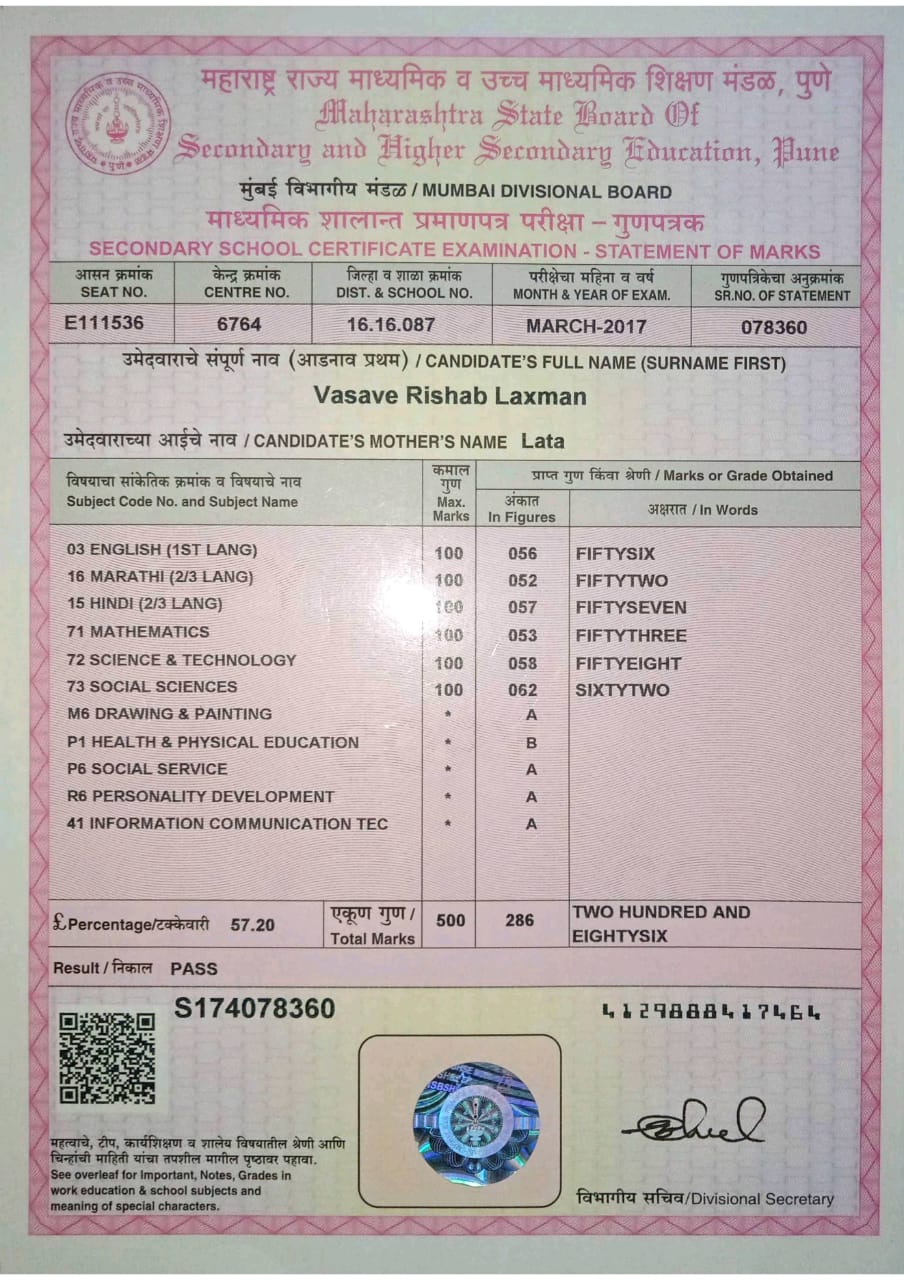 महाराष्ट्र राज्य माध्यमिक व उच्च माध्यमिक शिक्षण मंडळ, पुणे
Maharashtra State Board Of
Secondary and Higher Secondary Education, Pune
मुंबई विभागीय मंडळ / MUMBAI DIVISIONAL BOARD
माध्यमिक शालान्त प्रमाणपत्र परीक्षा – गुणपत्रक
SECONDARY SCHOOL CERTIFICATE EXAMINATION - STATEMENT OF MARKS
आसन क्रमांक केन्द्र क्रमांक जिल्हा व शाळा क्रमांक परीक्षेचा महिना व वर्ष गुणपत्रिकेचा अनुक्रमांक
SEAT NO. CENTRE NO. DIST. & SCHOOL NO. MONTH & YEAR OF EXAM. SR.NO. OF STATEMENT
E111536 6764 16.16.087 MARCH-2017 078360
उमेदवाराचे संपूर्ण नाव (आडनाव प्रथम) / CANDIDATE'S FULL NAME (SURNAME FIRST)
Vasave Rishab Laxman
उमेदवाराच्या आईचे नाव / CANDIDATE'S MOTHER'S NAME Lata
विषयाचा सांकेतिक क्रमांक व विषयाचे नाव
Subject Code No. and Subject Name
कमाल
गुण
Max.
Marks
प्राप्त गुण किंवा श्रेणी / Marks or Grade Obtained
अंकात
In Figures
अक्षरात / In Words
03 ENGLISH (1ST LANG) 100 056 FIFTYSIX
16 MARATHI (2/3 LANG) 100 052 FIFTYTWO
15 HINDI (2/3 LANG) 100 057 FIFTYSEVEN
71 MATHEMATICS 100 053 FIFTYTHREE
72 SCIENCE & TECHNOLOGY 100 058 FIFTYEIGHT
73 SOCIAL SCIENCES 100 062 SIXTYTWO
M6 DRAWING & PAINTING * A
P1 HEALTH & PHYSICAL EDUCATION * B
P6 SOCIAL SERVICE * A
R6 PERSONALITY DEVELOPMENT * A
41 INFORMATION COMMUNICATION TEC * A
£Percentage/टक्केवारी 57.20
एकूण गुण /
Total Marks
500 286
TWO HUNDRED AND
EIGHTYSIX
Result / निकाल PASS
S174078360
4129888417464
महत्वाचे, टीप, कार्यशिक्षण व शालेय विषयातील श्रेणी आणि
चिन्हांची माहिती यांचा तपशील मागील पृष्ठावर पहावा.
See overleaf for Important, Notes, Grades in
work education & school subjects and
meaning of special characters.
विभागीय सचिव/Divisional Secretary